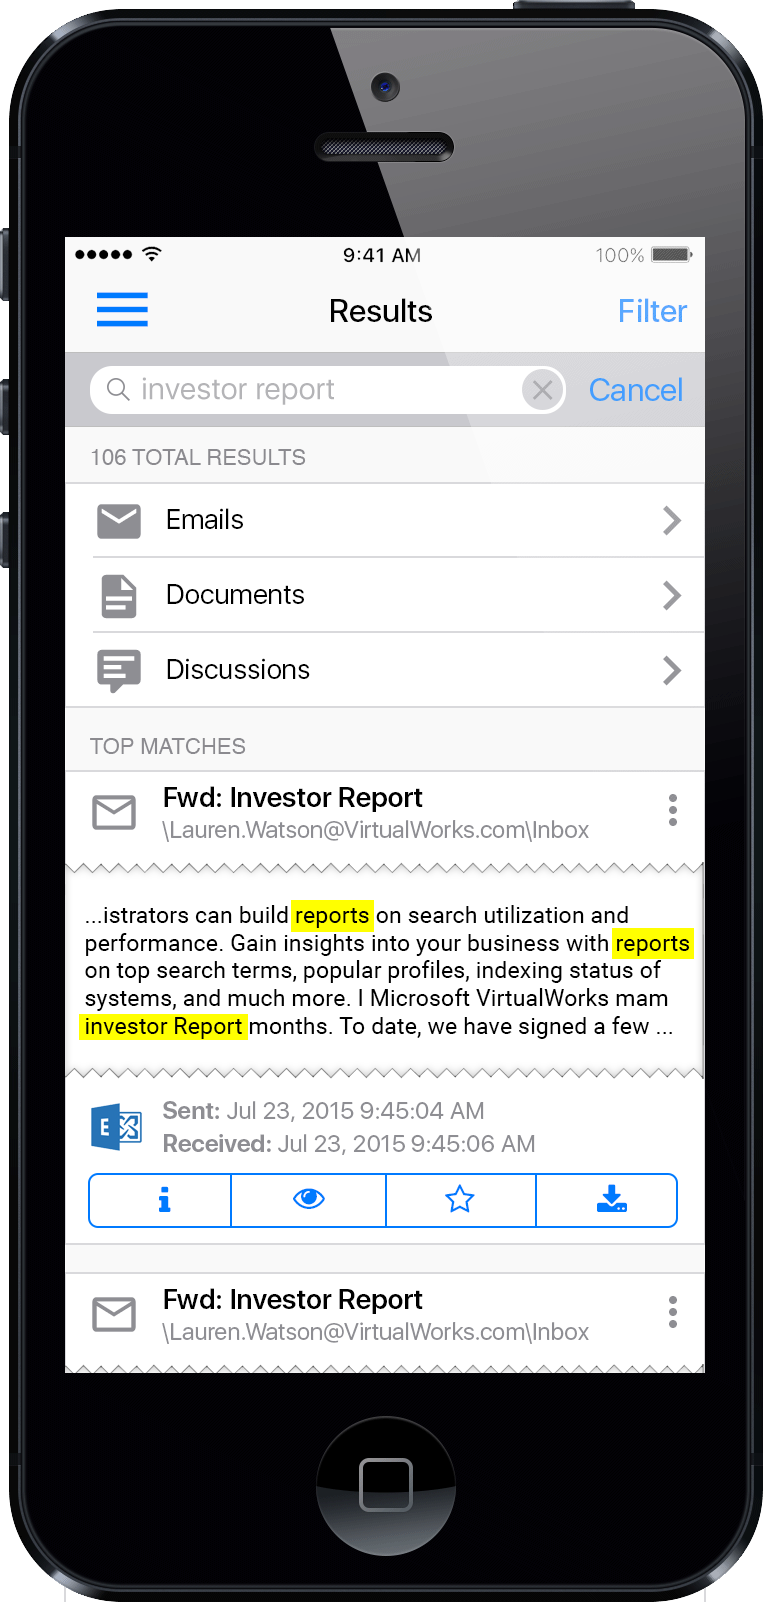 9:41 AM 100%
Results Filter
investor report Cancel
106 TOTAL RESULTS
Emails
Documents
Discussions
TOP MATCHES
Fwd: Investor Report
\Lauren.Watson@VirtualWorks.com\Inbox
...istrators can build reports on search utilization and
performance. Gain insights into your business with reports
on top search terms, popular profiles, indexing status of
systems, and much more. I Microsoft VirtualWorks mam
investor Report months. To date, we have signed a few ...
E
Sent: Jul 23, 2015 9:45:04 AM
Received: Jul 23, 2015 9:45:06 AM
Fwd: Investor Report
\Lauren.Watson@VirtualWorks.com\Inbox